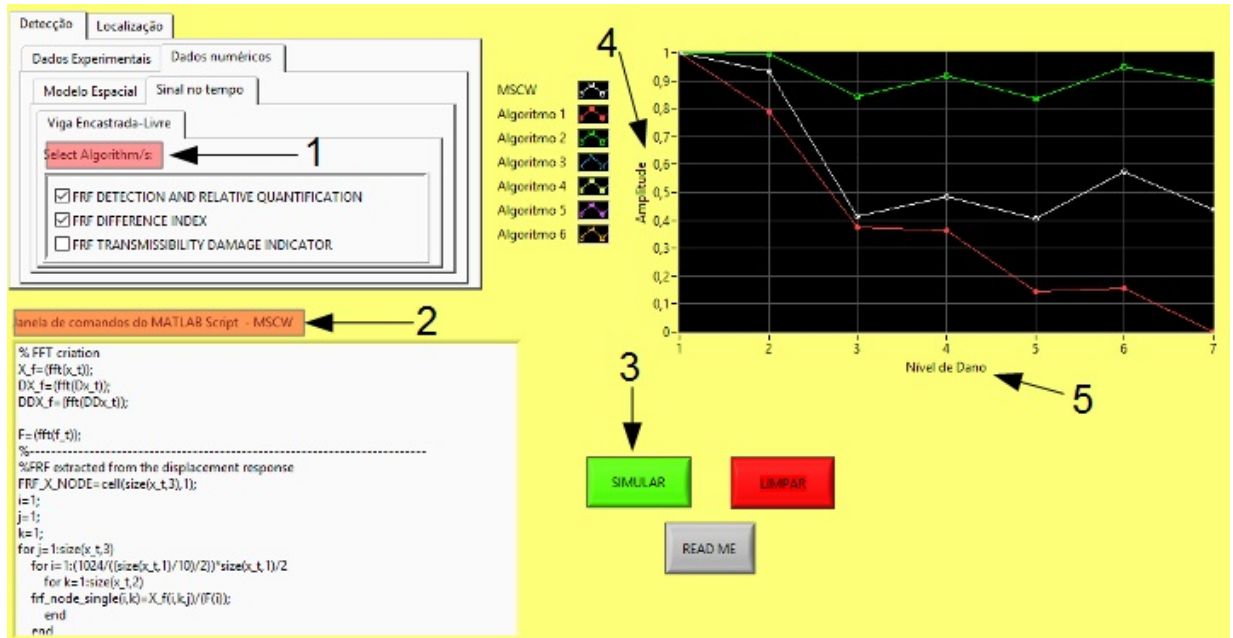 Detecção Localização
Dados Experimentais Dados numéricos
Modelo Espacial Sinal no tempo
Viga Encastrada-Livre
Select Algorithm/s:
1
FRF DETECTION AND RELATIVE QUANTIFICATION
FRF DIFFERENCE INDEX
FRF TRANSMISSIBILITY DAMAGE INDICATOR
Janela de comandos do MATLAB Script - MSCW
2
% FFT criation
X_f=(fft(x_t));
DX_f=(fft(Dx_t));
DDX_f=(fft(DDx_t));
F=(fft(f_t));
%-----------------------------------------------------------------------
%FRF extracted from the displacement response
FRF_X_NODE=cell(size(x_t,3),1);
i=1;
j=1;
k=1;
for j=1:size(x_t,3)
for i=1:(1024/((size(x_t,1)/10)/2))*size(x_t,1)/2
for k=1:size(x_t,2)
frf_node_single(i,k)=X_f(i,k,j)/(F(i));
end
end
MSCW
Algoritmo 1
Algoritmo 2
Algoritmo 3
Algoritmo 4
Algoritmo 5
Algoritmo 6
4
Amplitude
1
0,9
0,8
0,7
0,6
0,5
0,4
0,3
0,2
0,1
0
1 2 3 4 5 6 7
Nível de Dano
5
3
SIMULAR
LIMPAR
READ ME